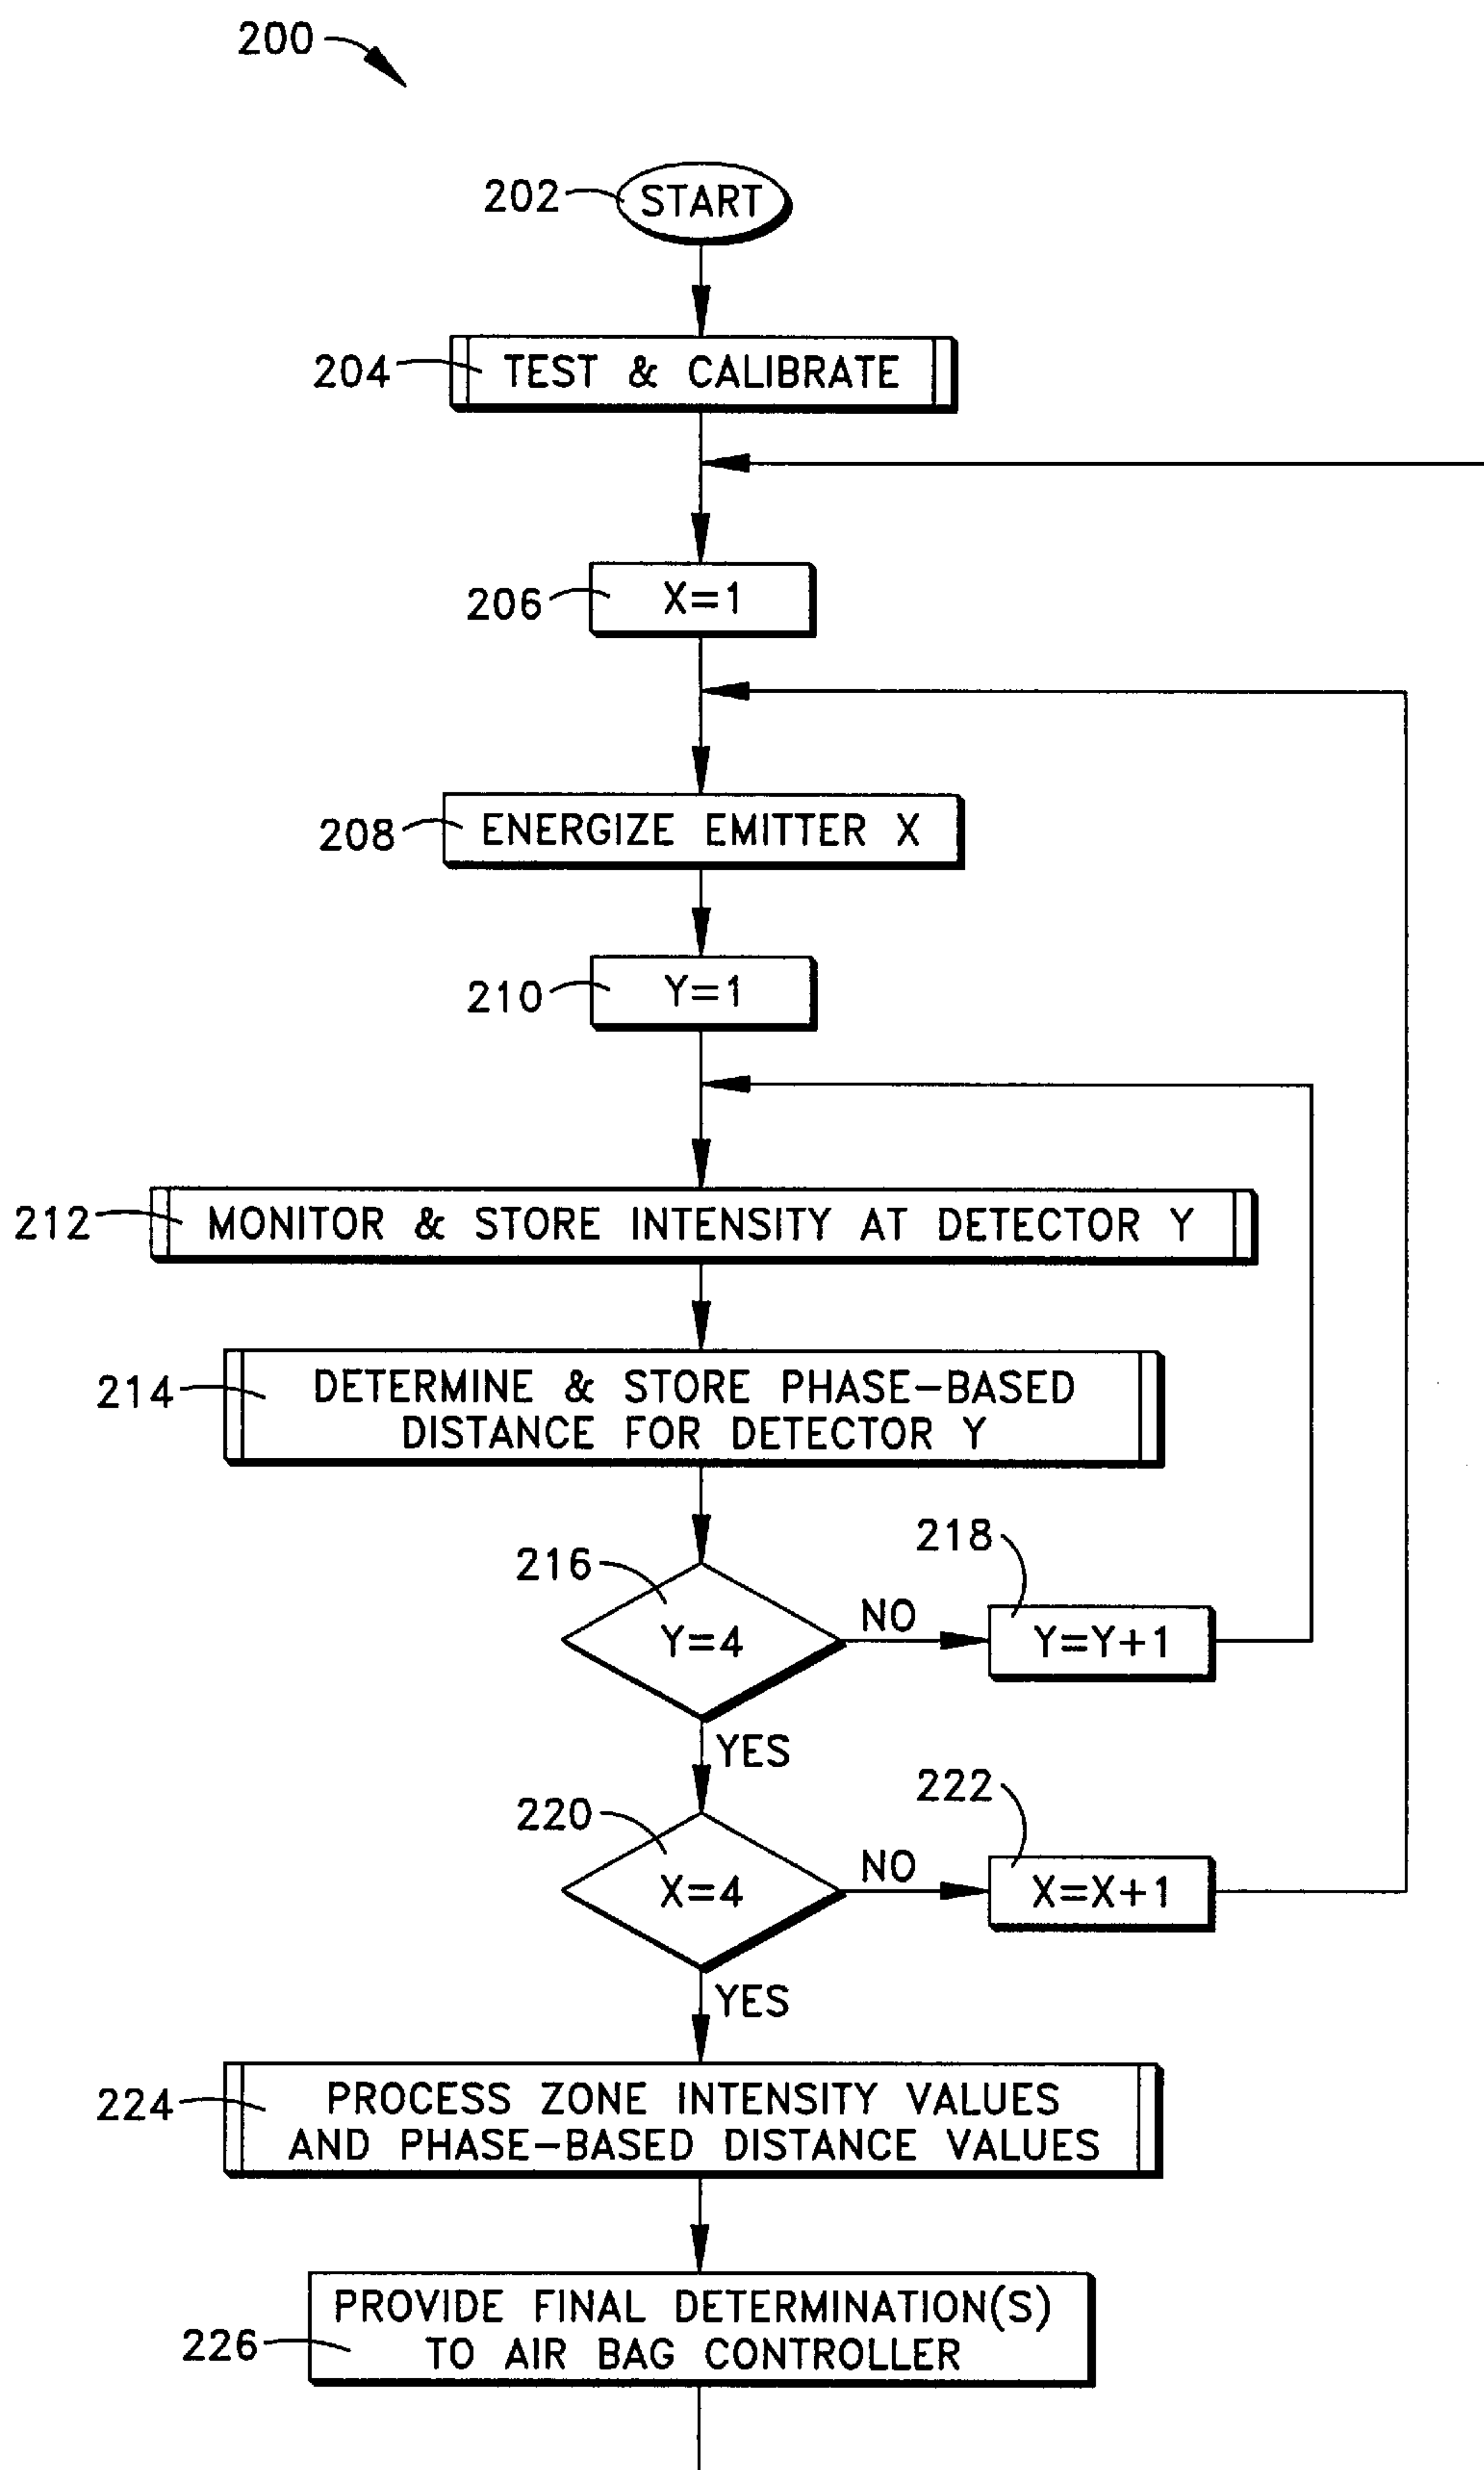 200
202
START
204
TEST & CALIBRATE
206
X=1
208
ENERGIZE EMITTER X
210
Y=1
212
MONITOR & STORE INTENSITY AT DETECTOR Y
214
DETERMINE & STORE PHASE-BASED
DISTANCE FOR DETECTOR Y
216
Y=4
NO
218
Y=Y+1
YES
220
X=4
NO
222
X=X+1
YES
224
PROCESS ZONE INTENSITY VALUES
AND PHASE-BASED DISTANCE VALUES
226
PROVIDE FINAL DETERMINATION(S)
TO AIR BAG CONTROLLER